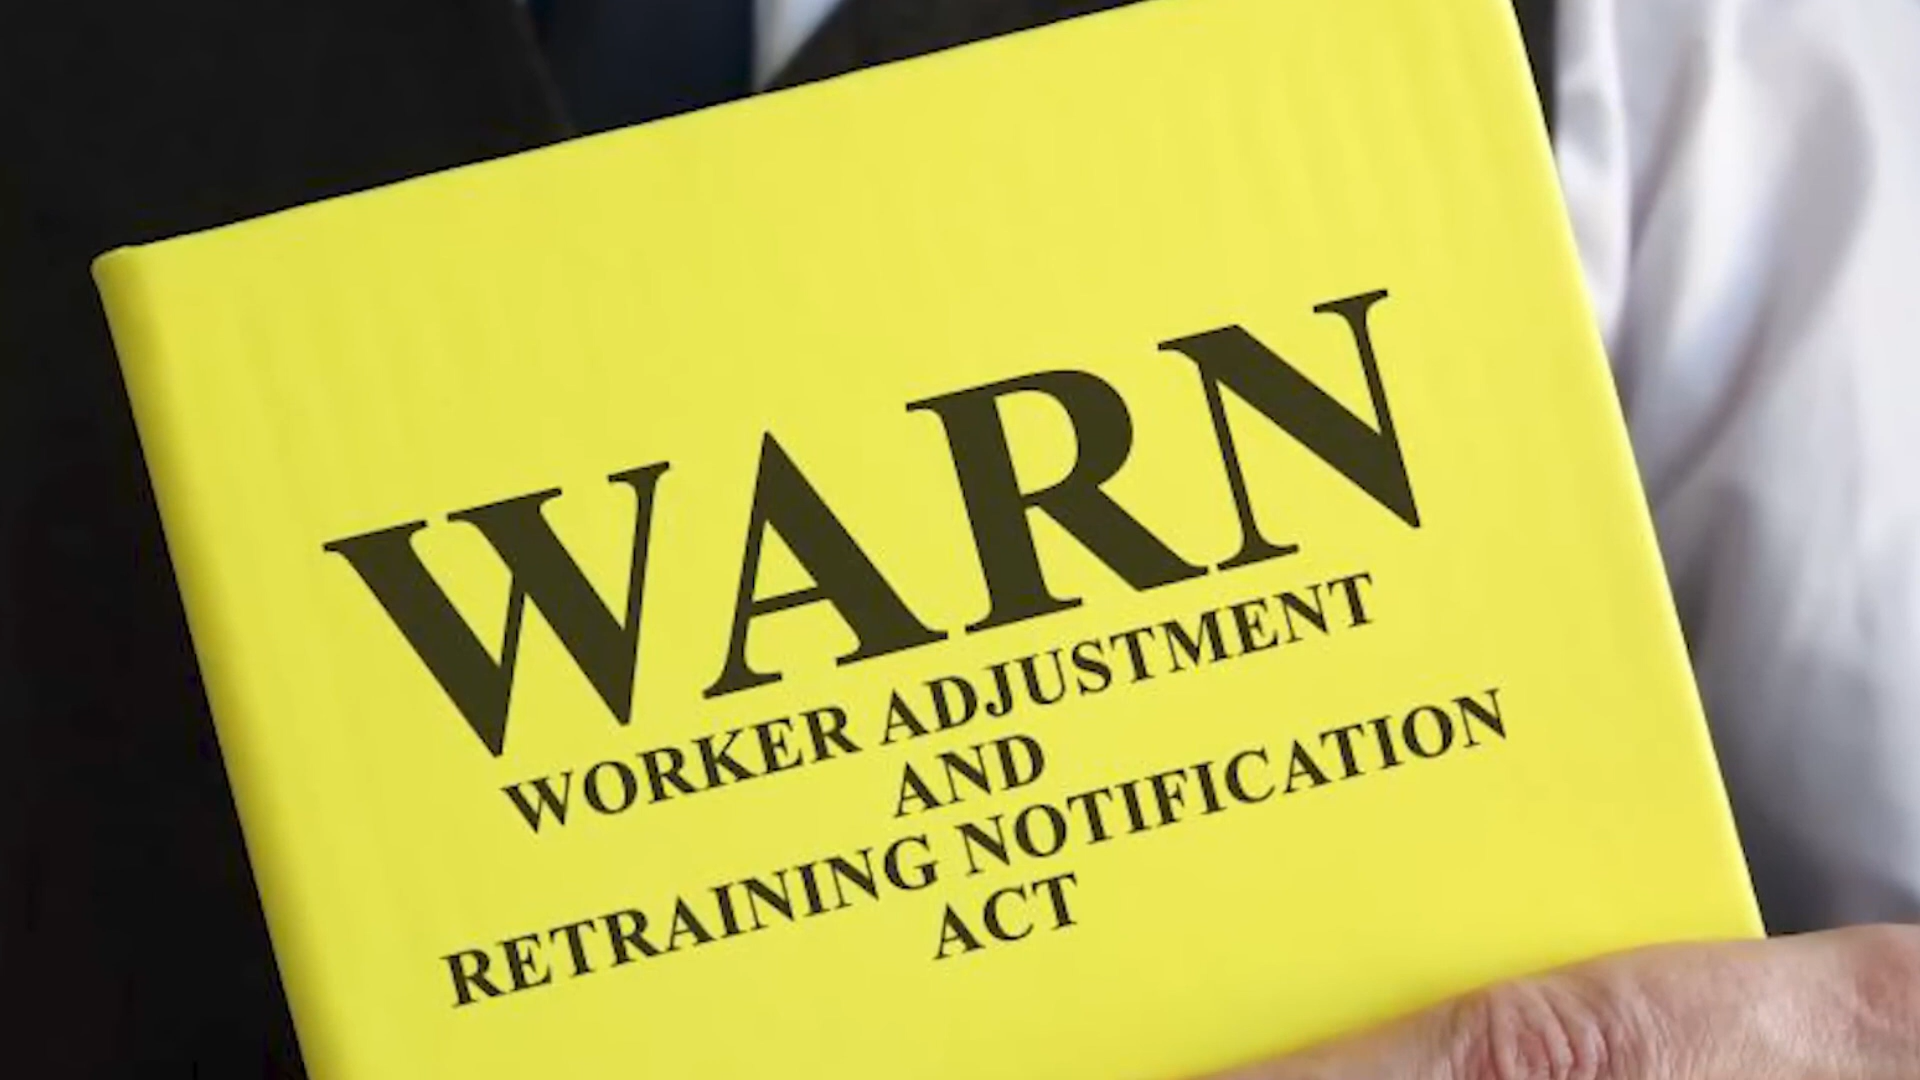 WARN
WORKER ADJUSTMENT
AND
RETRAINING NOTIFICATION
ACT